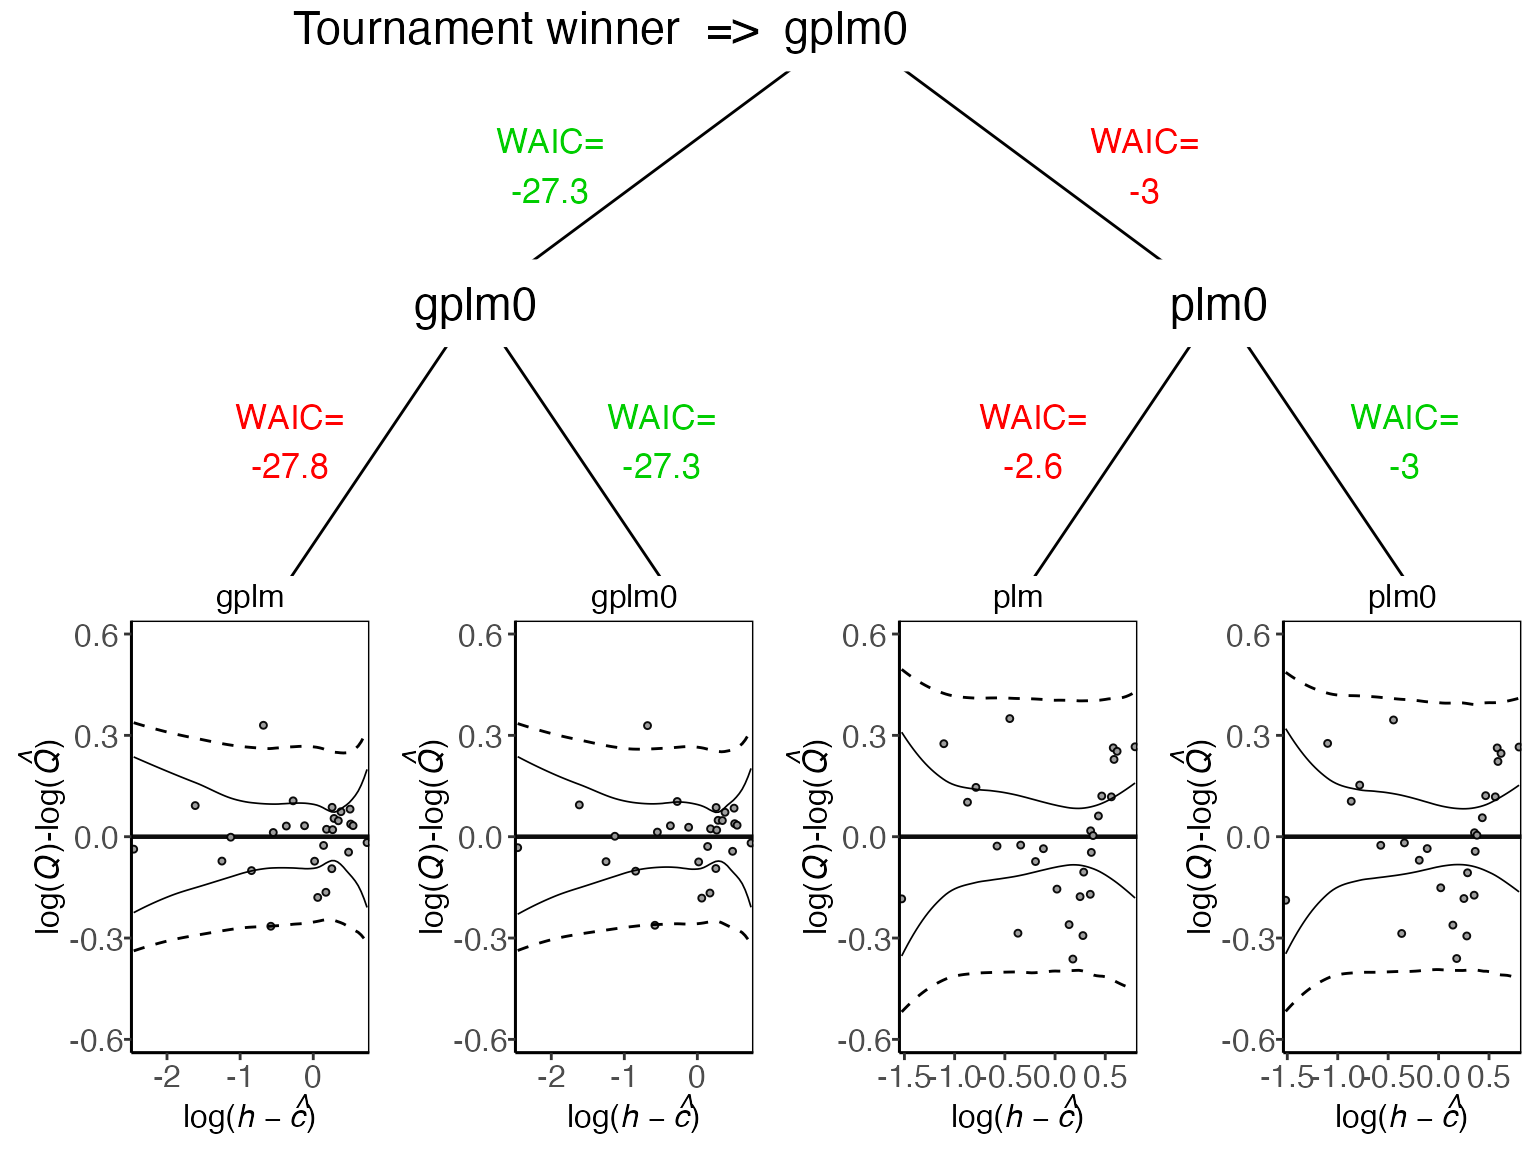 Tournament winner => gplm0
WAIC=
-27.3
WAIC=
-3
gplm0
plm0
WAIC=
-27.8
WAIC=
-27.3
WAIC=
-2.6
WAIC=
-3
gplm
0.6
0.3
0.0
-0.3
-0.6
log(Q)-log(Q̂)
-2 -1 0
log(h – ĉ)
gplm0
0.6
0.3
0.0
-0.3
-0.6
log(Q)-log(Q̂)
-2 -1 0
log(h – ĉ)
plm
0.6
0.3
0.0
-0.3
-0.6
log(Q)-log(Q̂)
-1.5 -1.0 -0.5 0.0 0.5
log(h – ĉ)
plm0
0.6
0.3
0.0
-0.3
-0.6
log(Q)-log(Q̂)
-1.5 -1.0 -0.5 0.0 0.5
log(h – ĉ)